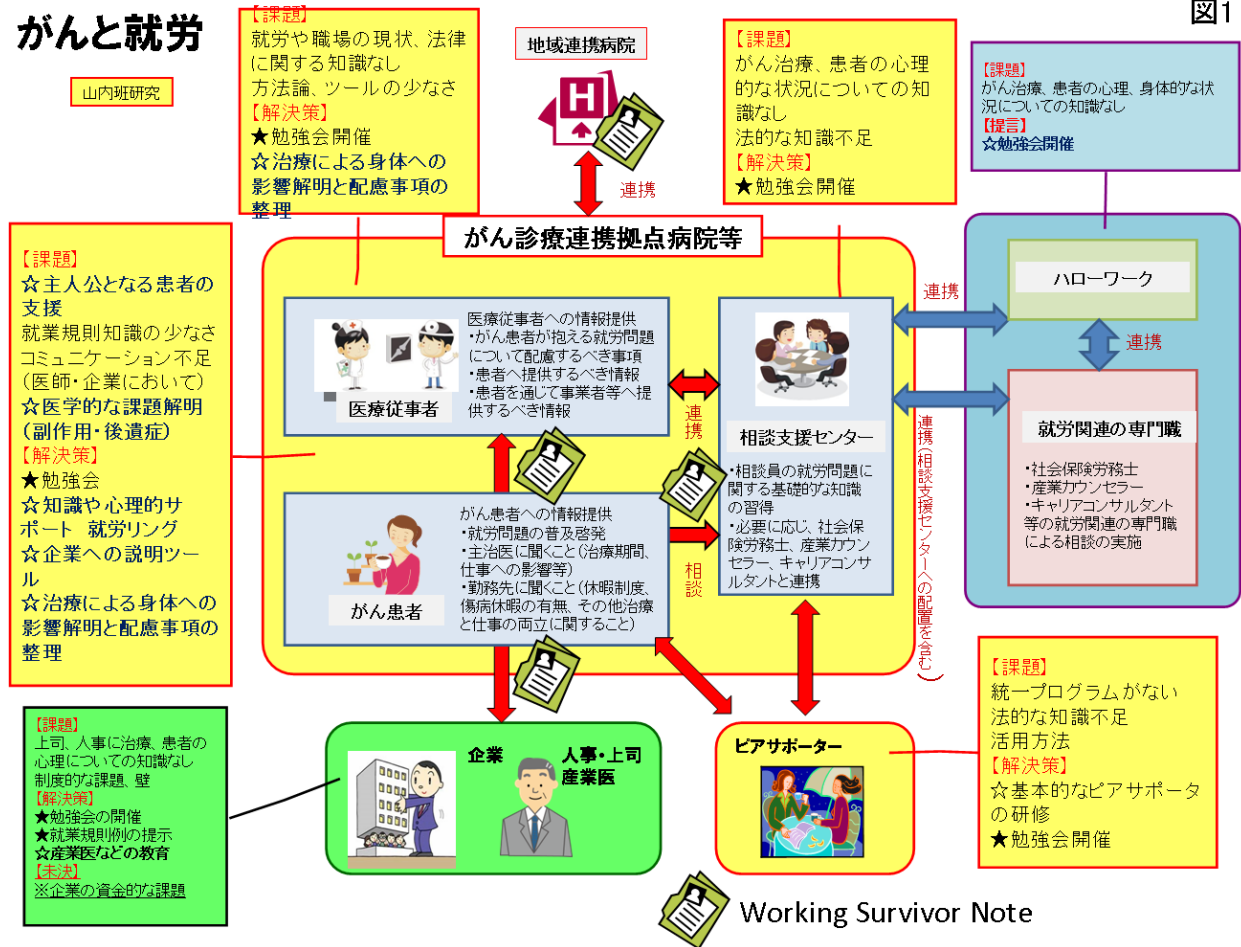 がんと就労
図1
山内班研究
【課題】
就労や職場の現状、法律
に関する知識なし
方法論、ツールの少なさ
【解決策】
★勉強会開催
☆治療による身体への
影響解明と配慮事項の
整理
地域連携病院
H
連携
【課題】
がん治療、患者の心理
的な状況についての知
識なし
法的な知識不足
【解決策】
★勉強会開催
【課題】
がん治療、患者の心理、身体的な状
況についての知識なし
【提言】
☆勉強会開催
【課題】
☆主人公となる患者の
支援
就業規則知識の少なさ
コミュニケーション不足
(医師・企業において)
☆医学的な課題解明
(副作用・後遺症)
【解決策】
★勉強会
☆知識や心理的サ
ポート 就労リング
☆企業への説明ツー
ル
☆治療による身体への
影響解明と配慮事項の
整理
がん診療連携拠点病院等
医療従事者
医療従事者への情報提供
・がん患者が抱える就労問題
について配慮するべき事項
・患者へ提供するべき情報
・患者を通じて事業者等へ提
供するべき情報
連携
がん患者
がん患者への情報提供
・就労問題の普及啓発
・主治医に聞くこと(治療期間、
仕事への影響等)
・勤務先に聞くこと(休暇制度、
傷病休暇の有無、その他治療
と仕事の両立に関すること)
相談
相談支援センター
・相談員の就労問題に
関する基礎的な知識
の習得
・必要に応じ、社会保
険労務士、産業カウン
セラー、キャリアコンサ
ルタントと連携
連携
連携(相談支援センターへの配置を含む)
ハローワーク
連携
就労関連の専門職
・社会保険労務士
・産業カウンセラー
・キャリアコンサルタント
等の就労関連の専門職
による相談の実施
【課題】
上司、人事に治療、患者の
心理についての知識なし
制度的な課題、壁
【解決策】
★勉強会の開催
★就業規則例の提示
☆産業医などの教育
【未決】
※企業の資金的な課題
企業
人事・上司
産業医
ピアサポーター
【課題】
統一プログラムがない
法的な知識不足
活用方法
【解決策】
☆基本的なピアサポータ
の研修
★勉強会開催
Working Survivor Note